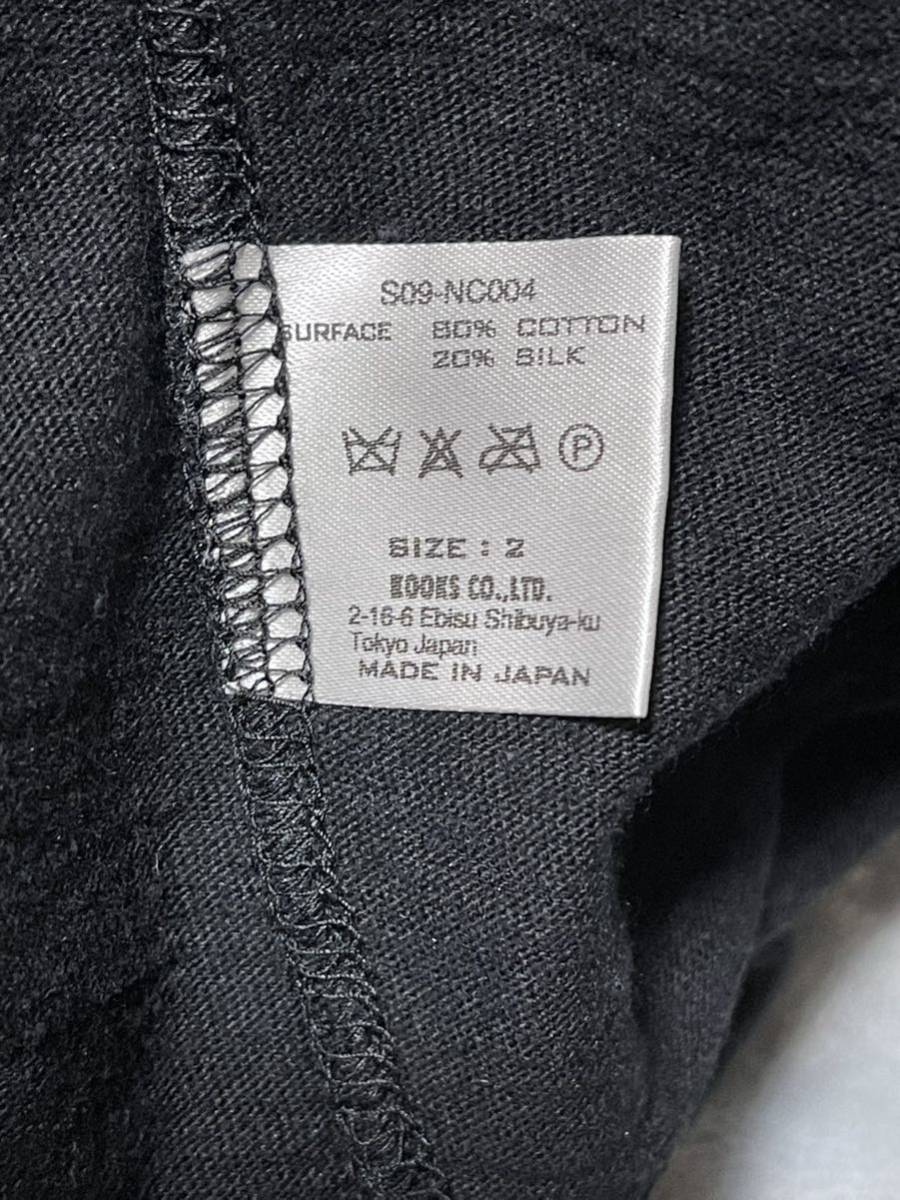 S09-NC004
SURFACE 80% COTTON
20% SILK
P
SIZE : 2
KOOKS CO.,LTD.
2-16-6 Ebisu Shibuya-ku
Tokyo Japan
MADE IN JAPAN